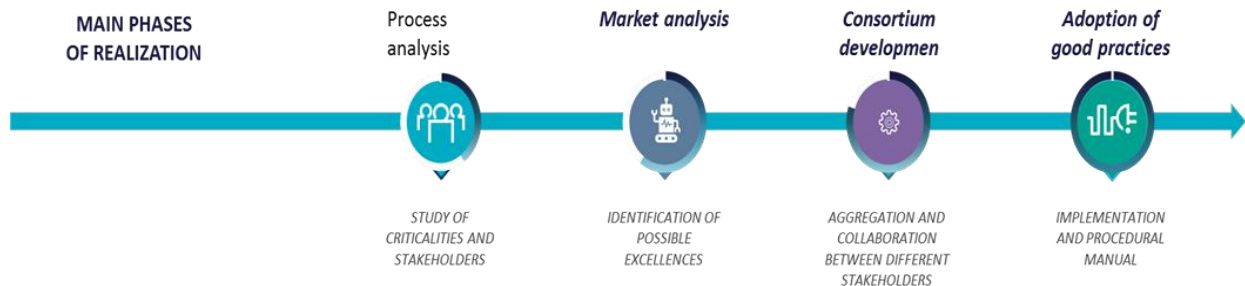 MAIN PHASES
OF REALIZATION
Process
analysis
Market analysis
Consortium
developmen
Adoption of
good practices
STUDY OF
CRITICALITIES AND
STAKEHOLDERS
IDENTIFICATION OF
POSSIBLE
EXCELLENCES
AGGREGATION AND
COLLABORATION
BETWEEN DIFFERENT
STAKEHOLDERS
IMPLEMENTATION
AND PROCEDURAL
MANUAL